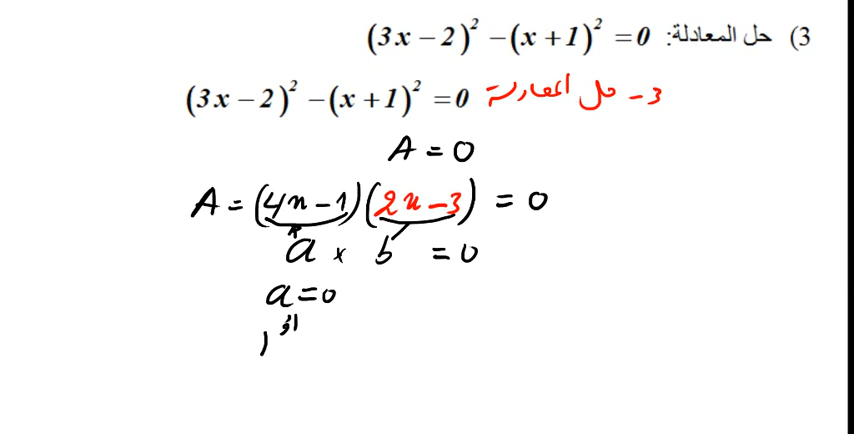 3) حل المعادلة: (3x − 2)² − (x + 1)² = 0
3 - حل المعادلة (3x − 2)² − (x + 1)² = 0
A = 0
A = (4x − 1)(2x − 3) = 0
a × b = 0
a = 0
او